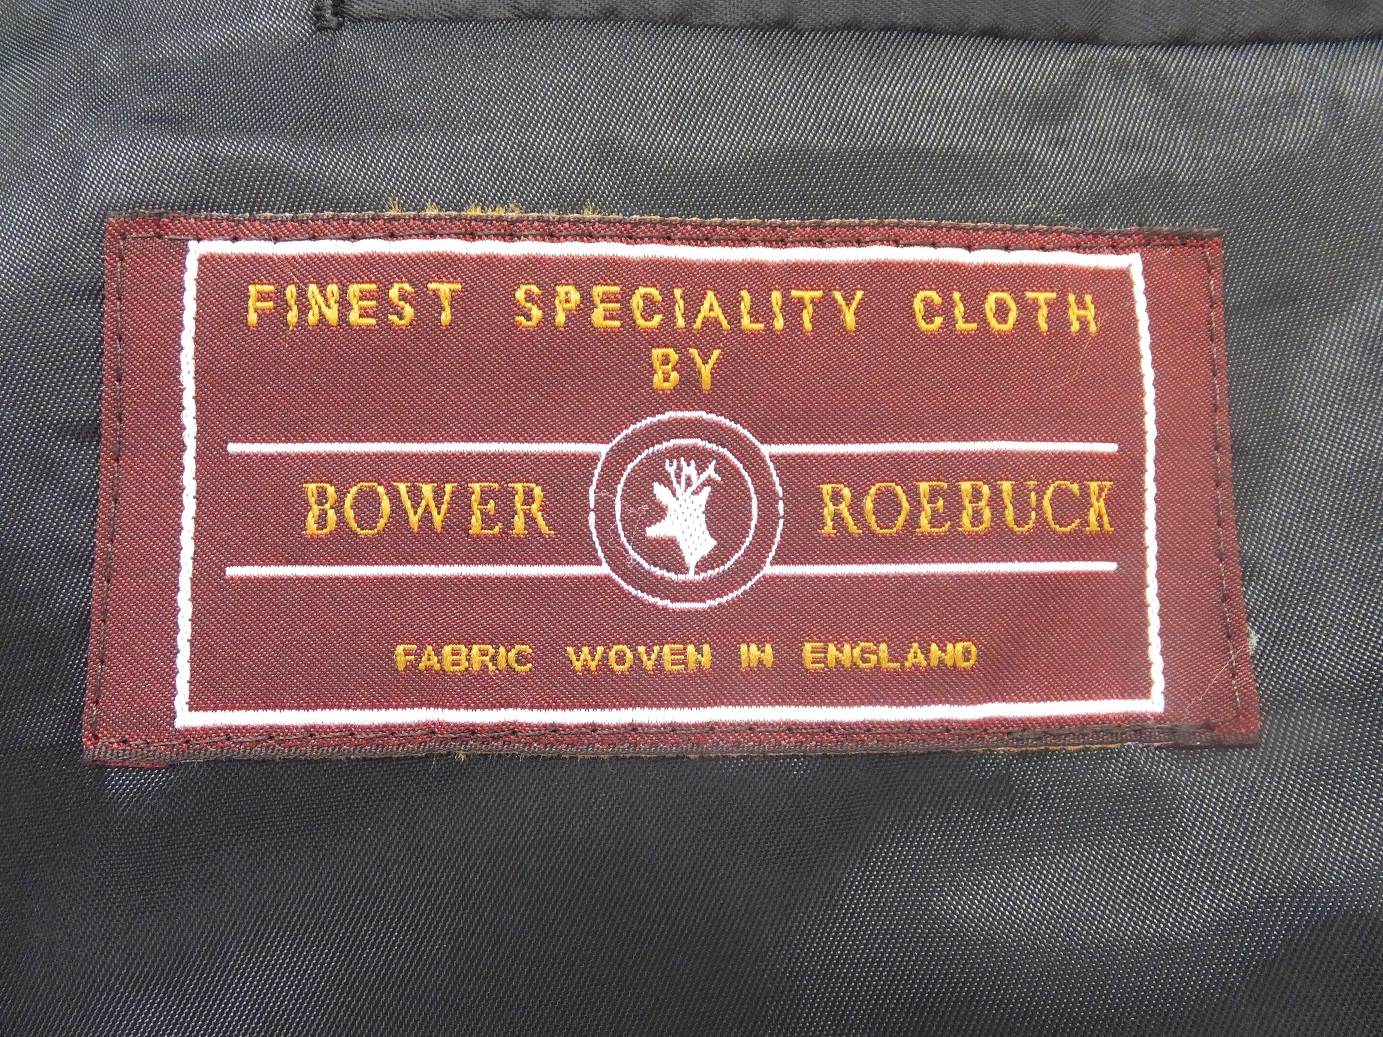 FINEST SPECIALITY CLOTH
BY
BOWER ROEBUCK
FABRIC WOVEN IN ENGLAND